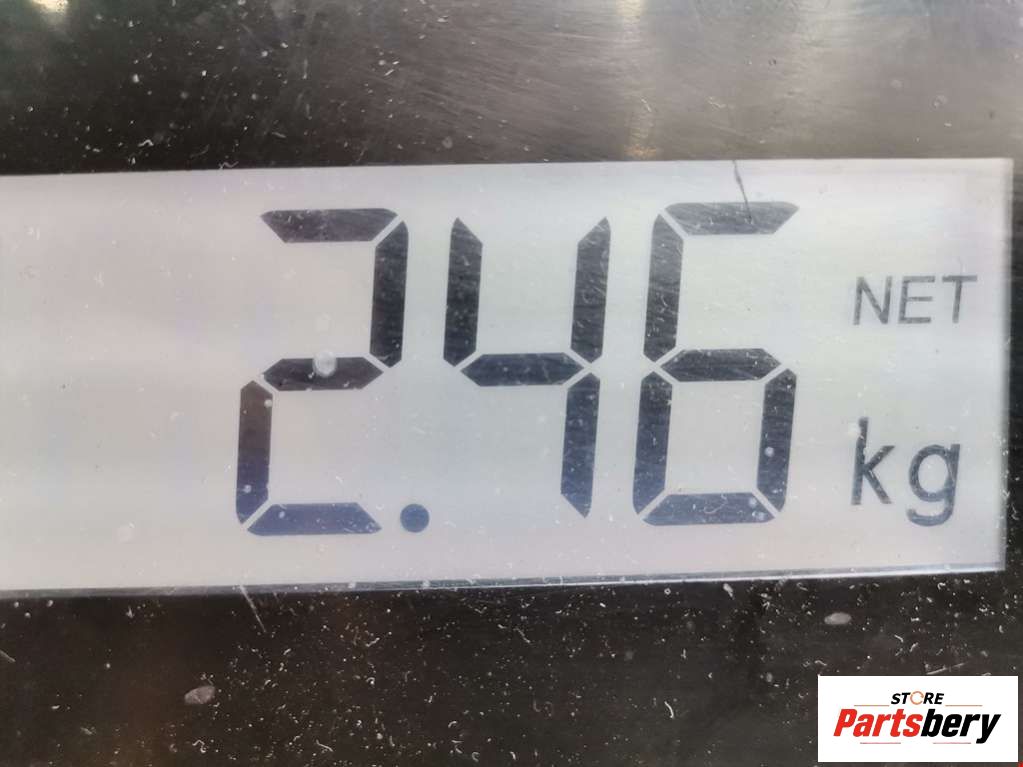 2.46
NET
kg
STORE
Partsbery